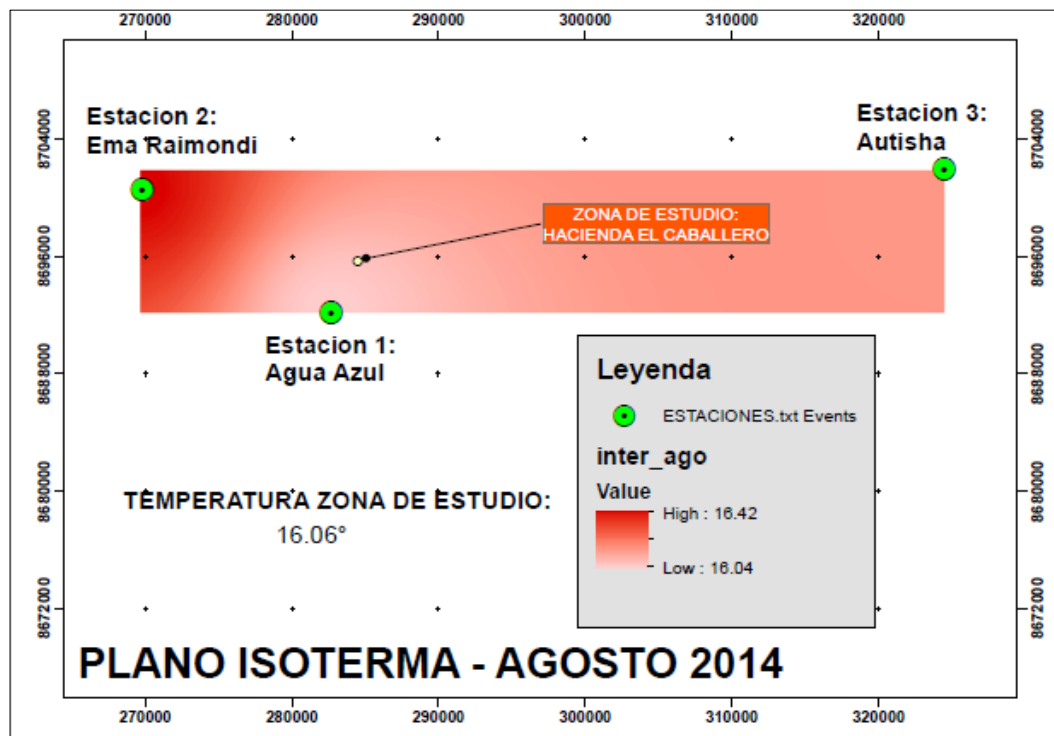 270000 280000 290000 300000 310000 320000
Estacion 2:
Ema Raimondi
Estacion 3:
Autisha
8704000 8704000
ZONA DE ESTUDIO:
HACIENDA EL CABALLERO
8696000 8696000
Estacion 1:
Agua Azul
8688000 8688000
Leyenda
ESTACIONES.txt Events
inter_ago
Value
High : 16.42
Low : 16.04
TEMPERATURA ZONA DE ESTUDIO:
16.06°
8680000 8680000
8672000 8672000
PLANO ISOTERMA - AGOSTO 2014
270000 280000 290000 300000 310000 320000